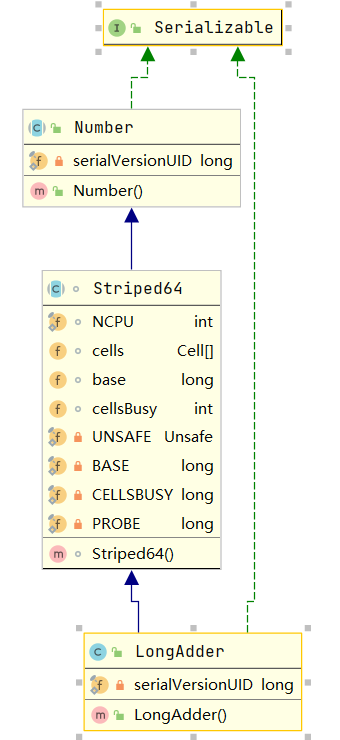 I Serializable
C Number
f serialVersionUID long
m Number()
C Striped64
f NCPU int
f cells Cell[]
f base long
f cellsBusy int
f UNSAFE Unsafe
f BASE long
f CELLSBUSY long
f PROBE long
m Striped64()
C LongAdder
f serialVersionUID long
m LongAdder()